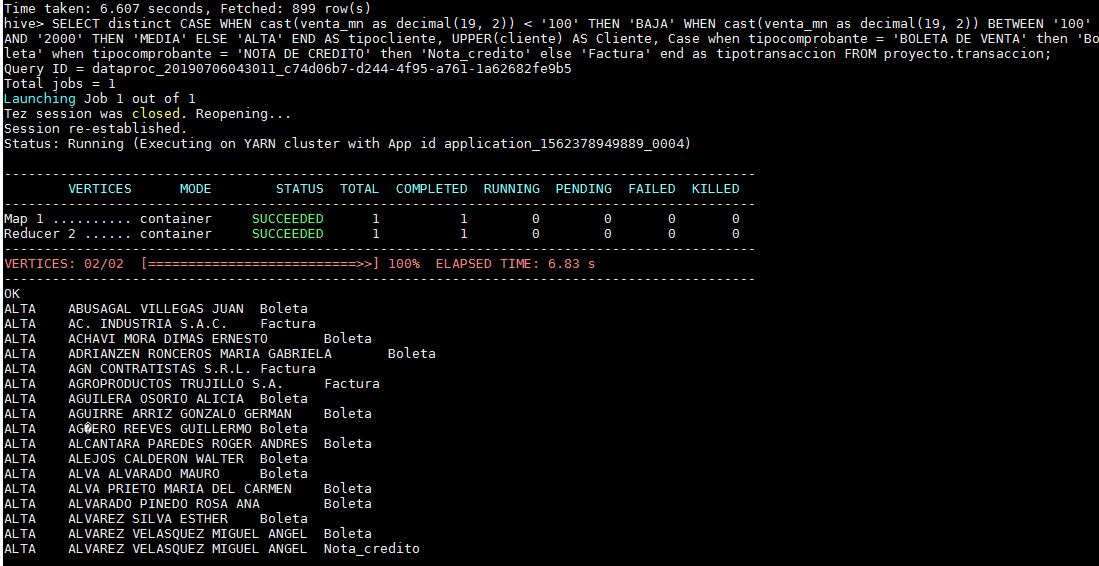 Time taken: 6.607 seconds, Fetched: 899 row(s)
hive> SELECT distinct CASE WHEN cast(venta_mn as decimal(19, 2)) < '100' THEN 'BAJA' WHEN cast(venta_mn as decimal(19, 2)) BETWEEN '100'
AND '2000' THEN 'MEDIA' ELSE 'ALTA' END AS tipocliente, UPPER(cliente) AS Cliente, Case when tipocomprobante = 'BOLETA DE VENTA' then 'Bo
leta' when tipocomprobante = 'NOTA DE CREDITO' then 'Nota_credito' else 'Factura' end as tipotransaccion FROM proyecto.transaccion;
Query ID = dataproc_20190706043011_c74d06b7-d244-4f95-a761-1a62682fe9b5
Total jobs = 1
Launching Job 1 out of 1
Tez session was closed. Reopening...
Session re-established.
Status: Running (Executing on YARN cluster with App id application_1562378949889_0004)
----------------------------------------------------------------------------------------------
VERTICES MODE STATUS TOTAL COMPLETED RUNNING PENDING FAILED KILLED
----------------------------------------------------------------------------------------------
Map 1 .......... container SUCCEEDED 1 1 0 0 0 0
Reducer 2 ...... container SUCCEEDED 1 1 0 0 0 0
----------------------------------------------------------------------------------------------
VERTICES: 02/02 [==========================>>] 100% ELAPSED TIME: 6.83 s
----------------------------------------------------------------------------------------------
OK
ALTA ABUSAGAL VILLEGAS JUAN Boleta
ALTA AC. INDUSTRIA S.A.C. Factura
ALTA ACHAVI MORA DIMAS ERNESTO Boleta
ALTA ADRIANZEN RONCEROS MARIA GABRIELA Boleta
ALTA AGN CONTRATISTAS S.R.L. Factura
ALTA AGROPRODUCTOS TRUJILLO S.A. Factura
ALTA AGUILERA OSORIO ALICIA Boleta
ALTA AGUIRRE ARRIZ GONZALO GERMAN Boleta
ALTA AG�ERO REEVES GUILLERMO Boleta
ALTA ALCANTARA PAREDES ROGER ANDRES Boleta
ALTA ALEJOS CALDERON WALTER Boleta
ALTA ALVA ALVARADO MAURO Boleta
ALTA ALVA PRIETO MARIA DEL CARMEN Boleta
ALTA ALVARADO PINEDO ROSA ANA Boleta
ALTA ALVAREZ SILVA ESTHER Boleta
ALTA ALVAREZ VELASQUEZ MIGUEL ANGEL Boleta
ALTA ALVAREZ VELASQUEZ MIGUEL ANGEL Nota_credito